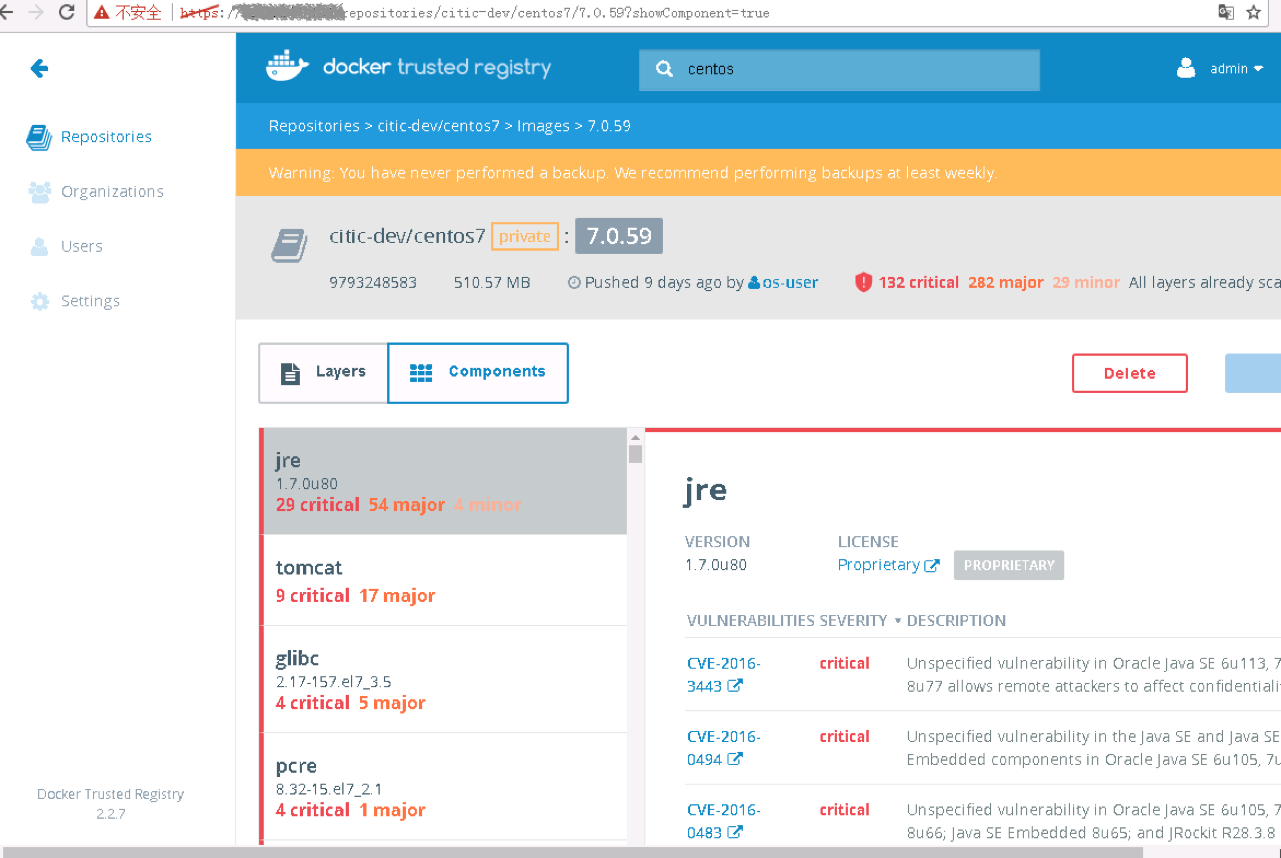 不安全 https://repositories/citic-dev/centos7/7.0.59?showComponent=true
docker trusted registry
centos
admin
Repositories > citic-dev/centos7 > Images > 7.0.59
Warning: You have never performed a backup. We recommend performing backups at least weekly.
Repositories
Organizations
Users
Settings
citic-dev/centos7 private : 7.0.59
9793248583 510.57 MB Pushed 9 days ago by os-user 132 critical 282 major 29 minor All layers already sca
Layers
Components
Delete
jre
1.7.0u80
29 critical 54 major 4 minor
tomcat
9 critical 17 major
glibc
2.17-157.el7_3.5
4 critical 5 major
pcre
8.32-15.el7_2.1
4 critical 1 major
jre
VERSION LICENSE
1.7.0u80 Proprietary PROPRIETARY
VULNERABILITIES SEVERITY DESCRIPTION
CVE-2016- critical Unspecified vulnerability in Oracle Java SE 6u113, 7
3443 8u77 allows remote attackers to affect confidentiali
CVE-2016- critical Unspecified vulnerability in the Java SE and Java SE
0494 Embedded components in Oracle Java SE 6u105, 7u
CVE-2016- critical Unspecified vulnerability in Oracle Java SE 6u105, 7
0483 8u66; Java SE Embedded 8u65; and JRockit R28.3.8
Docker Trusted Registry
2.2.7